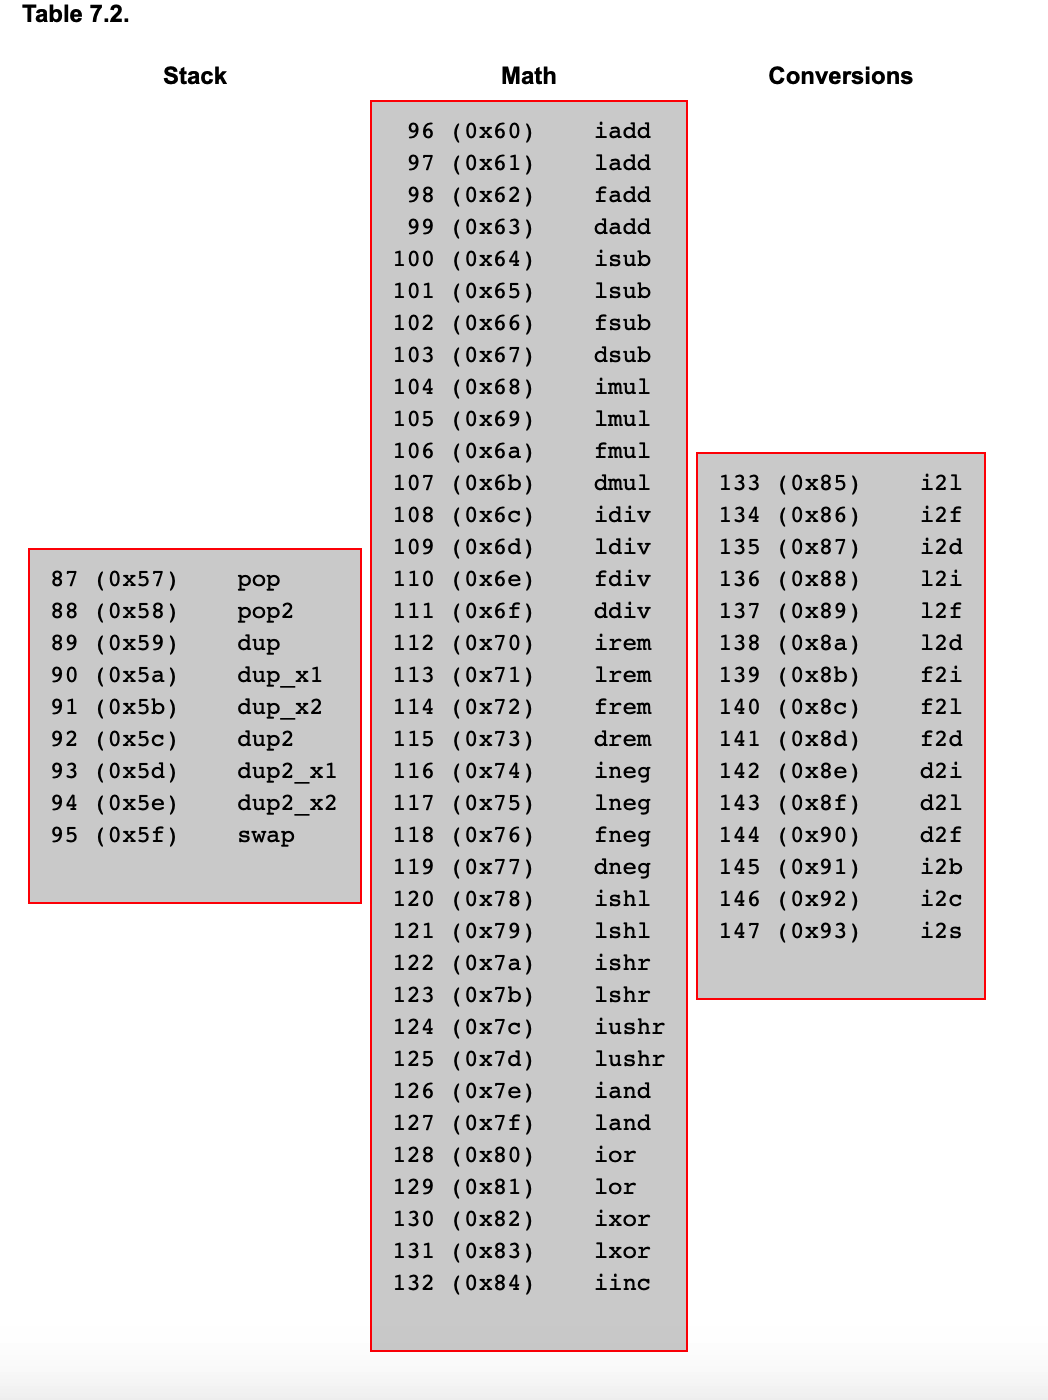 Table 7.2.
Stack
87 (0x57) pop
88 (0x58) pop2
89 (0x59) dup
90 (0x5a) dup_x1
91 (0x5b) dup_x2
92 (0x5c) dup2
93 (0x5d) dup2_x1
94 (0x5e) dup2_x2
95 (0x5f) swap
Math
96 (0x60) iadd
97 (0x61) ladd
98 (0x62) fadd
99 (0x63) dadd
100 (0x64) isub
101 (0x65) lsub
102 (0x66) fsub
103 (0x67) dsub
104 (0x68) imul
105 (0x69) lmul
106 (0x6a) fmul
107 (0x6b) dmul
108 (0x6c) idiv
109 (0x6d) ldiv
110 (0x6e) fdiv
111 (0x6f) ddiv
112 (0x70) irem
113 (0x71) lrem
114 (0x72) frem
115 (0x73) drem
116 (0x74) ineg
117 (0x75) lneg
118 (0x76) fneg
119 (0x77) dneg
120 (0x78) ishl
121 (0x79) lshl
122 (0x7a) ishr
123 (0x7b) lshr
124 (0x7c) iushr
125 (0x7d) lushr
126 (0x7e) iand
127 (0x7f) land
128 (0x80) ior
129 (0x81) lor
130 (0x82) ixor
131 (0x83) lxor
132 (0x84) iinc
Conversions
133 (0x85) i2l
134 (0x86) i2f
135 (0x87) i2d
136 (0x88) l2i
137 (0x89) l2f
138 (0x8a) l2d
139 (0x8b) f2i
140 (0x8c) f2l
141 (0x8d) f2d
142 (0x8e) d2i
143 (0x8f) d2l
144 (0x90) d2f
145 (0x91) i2b
146 (0x92) i2c
147 (0x93) i2s